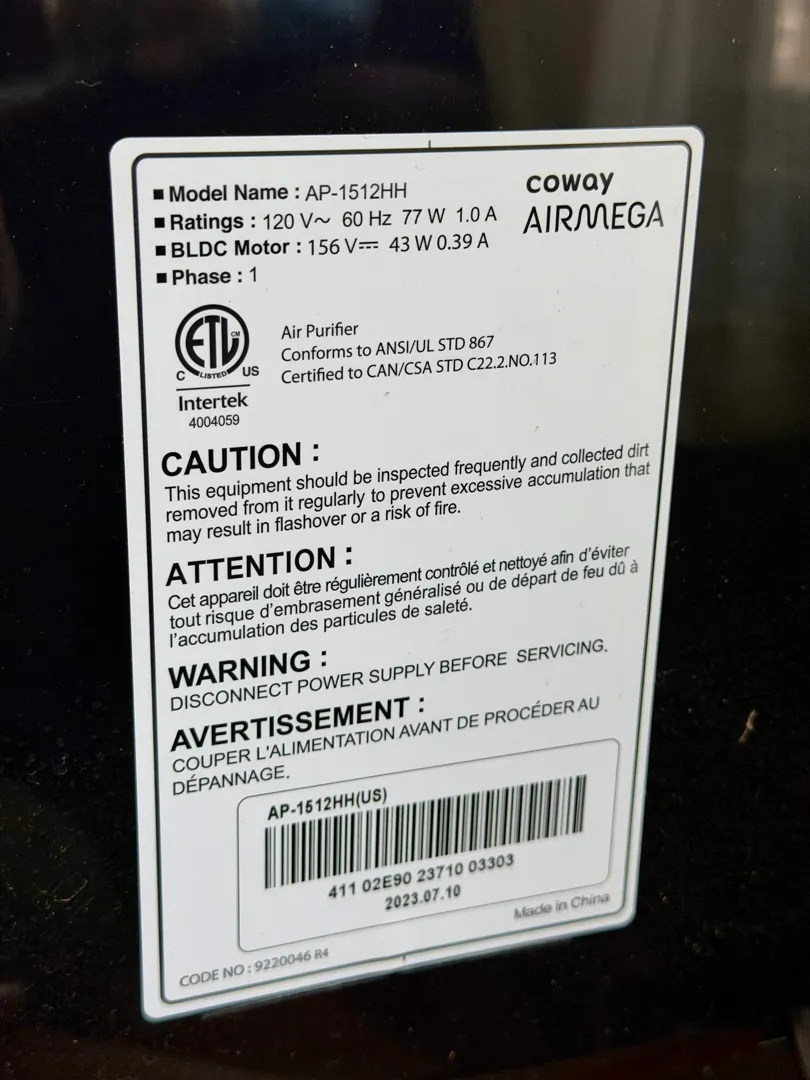 ■ Model Name : AP-1512HH
■ Ratings : 120 V~ 60 Hz 77 W 1.0 A
■ BLDC Motor : 156 V⎓ 43 W 0.39 A
■ Phase : 1
coway
AIRMEGA
ETL CM
C LISTED US
Intertek
4004059
Air Purifier
Conforms to ANSI/UL STD 867
Certified to CAN/CSA STD C22.2.NO.113
CAUTION :
This equipment should be inspected frequently and collected dirt
removed from it regularly to prevent excessive accumulation that
may result in flashover or a risk of fire.
ATTENTION :
Cet appareil doit être régulièrement contrôlé et nettoyé afin d'éviter
tout risque d'embrasement généralisé ou de départ de feu dû à
l'accumulation des particules de saleté.
WARNING :
DISCONNECT POWER SUPPLY BEFORE SERVICING.
AVERTISSEMENT :
COUPER L'ALIMENTATION AVANT DE PROCÉDER AU
DÉPANNAGE.
AP-1512HH(US)
411 02E90 23710 03303
2023.07.10
Made in China
CODE NO : 9220046 R4